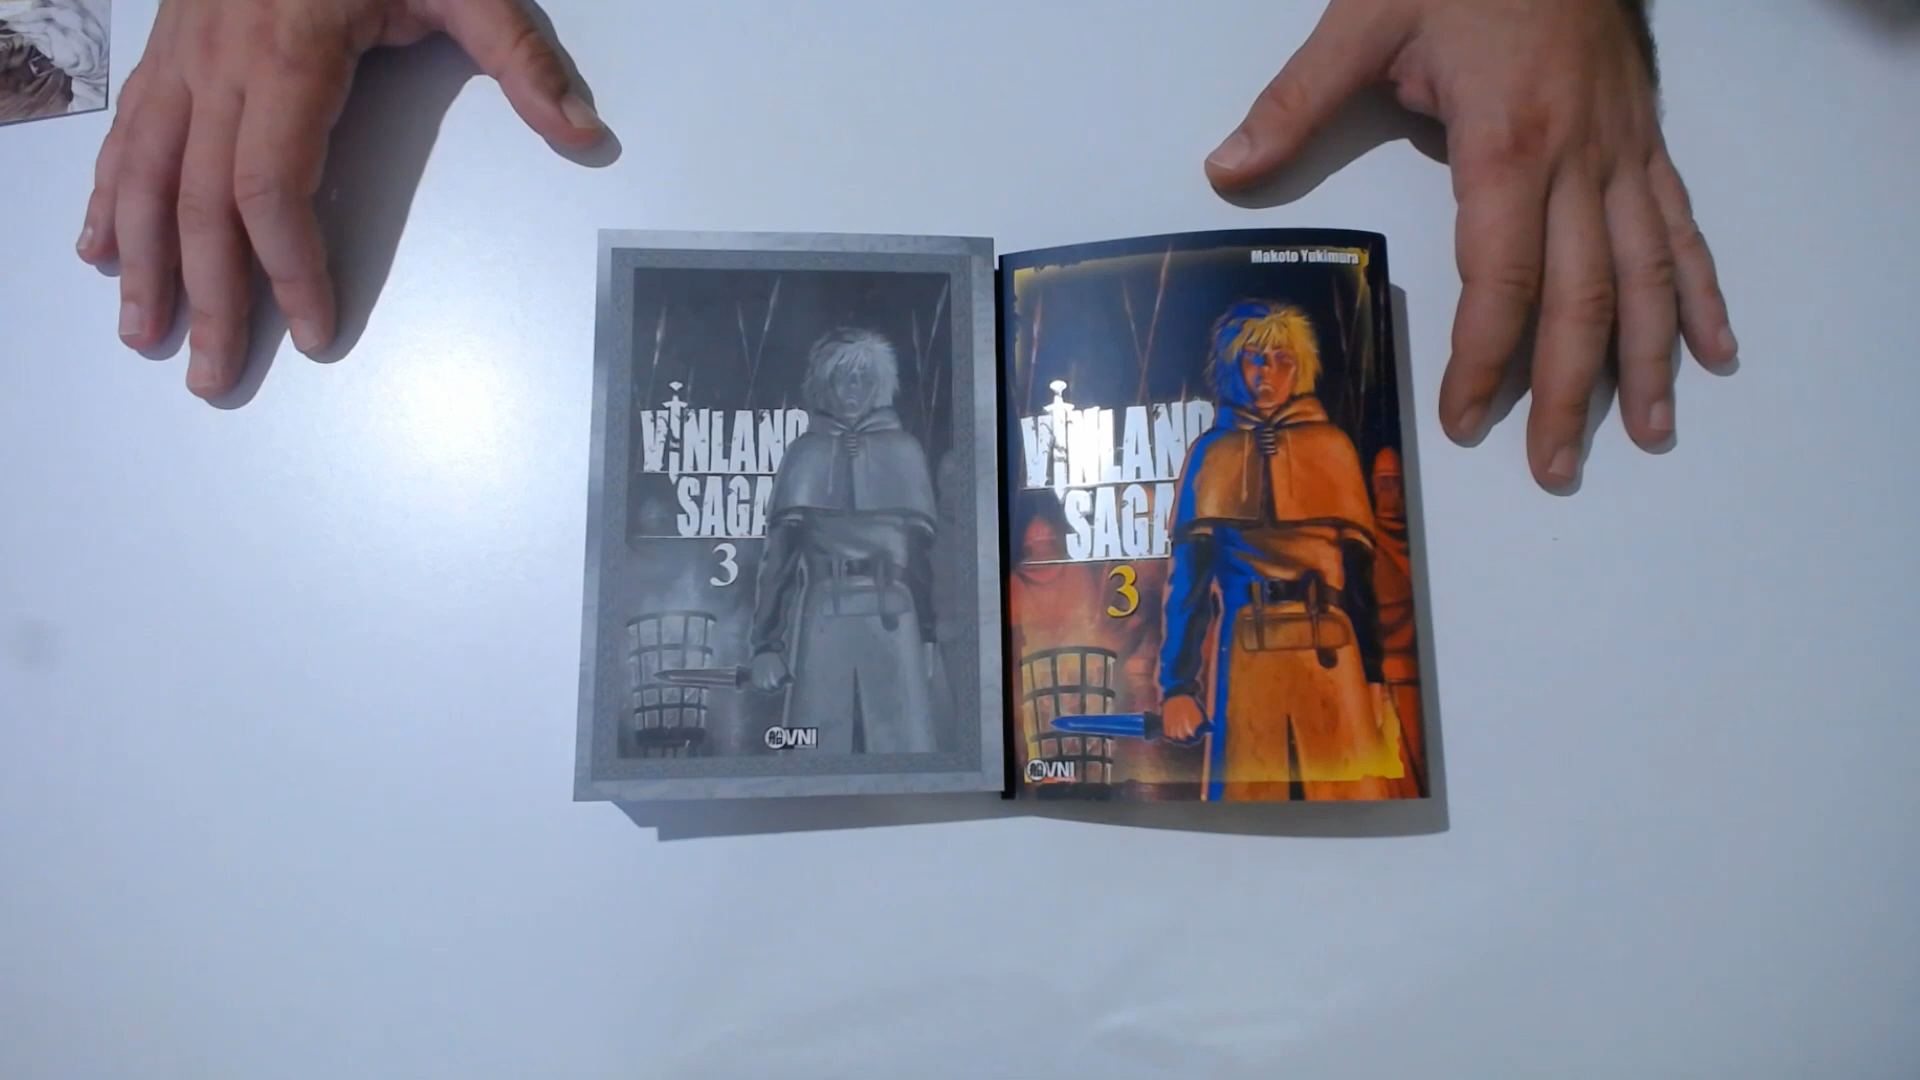 VINLAND
SAGA
3
OVNI
Makoto Yukimura
VINLAND
SAGA
3
OVNI